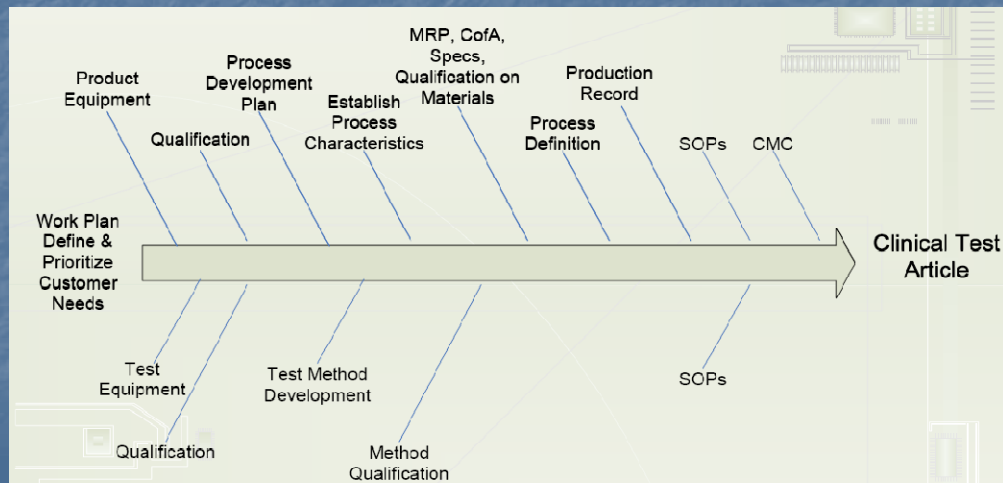 Product
Equipment
Qualification
Process
Development
Plan
Establish
Process
Characteristics
MRP, CofA,
Specs,
Qualification on
Materials
Process
Definition
Production
Record
SOPs
CMC
Work Plan
Define &
Prioritize
Customer
Needs
Clinical Test
Article
Test
Equipment
Qualification
Test Method
Development
Method
Qualification
SOPs